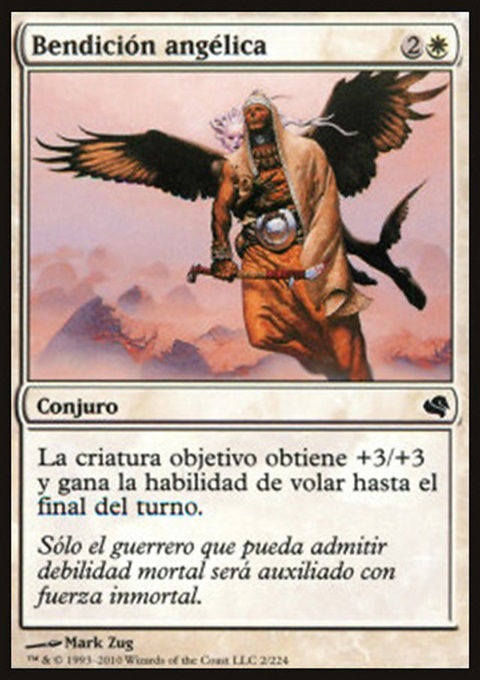 Bendición angélica 2
Conjuro
La criatura objetivo obtiene +3/+3
y gana la habilidad de volar hasta el
final del turno.
Sólo el guerrero que pueda admitir
debilidad mortal será auxiliado con
fuerza inmortal.
Mark Zug
™ & © 1993–2010 Wizards of the Coast LLC 2/224